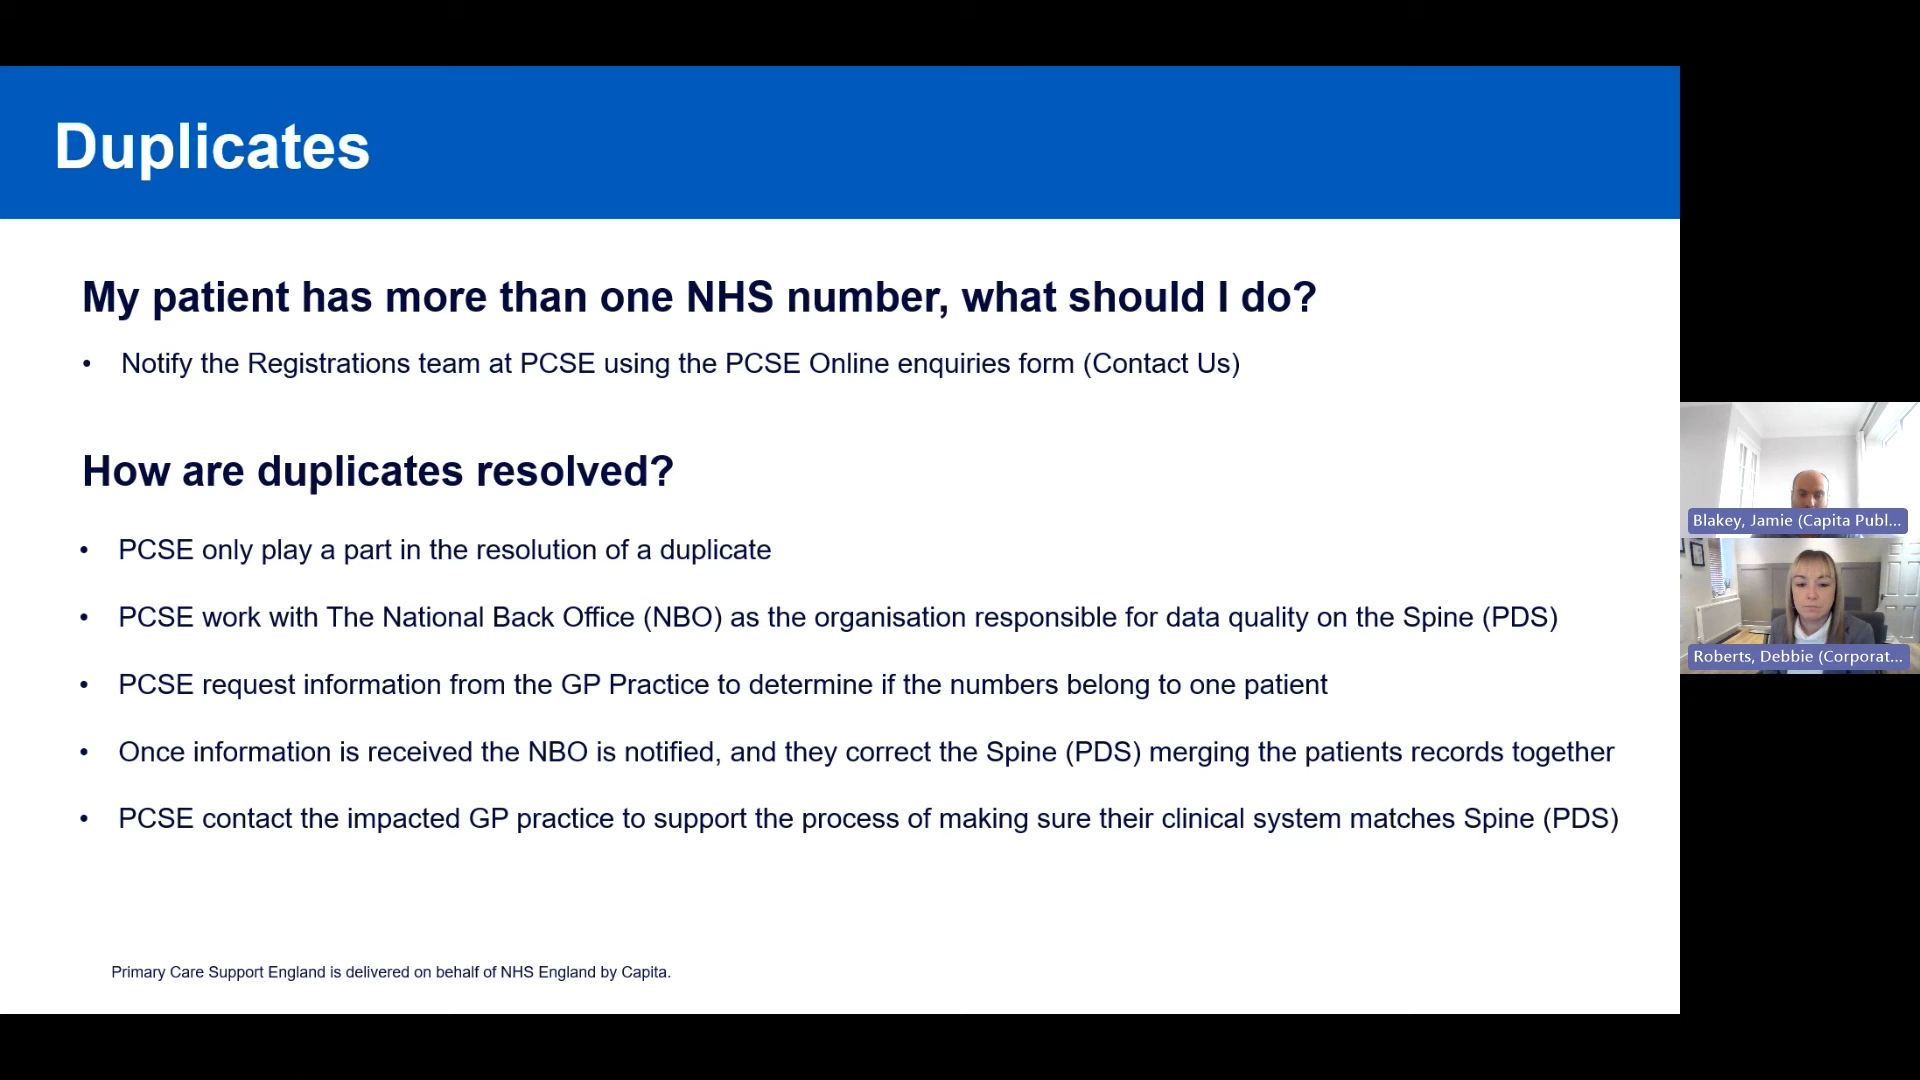 Duplicates
My patient has more than one NHS number, what should I do?
• Notify the Registrations team at PCSE using the PCSE Online enquiries form (Contact Us)
How are duplicates resolved?
• PCSE only play a part in the resolution of a duplicate
• PCSE work with The National Back Office (NBO) as the organisation responsible for data quality on the Spine (PDS)
• PCSE request information from the GP Practice to determine if the numbers belong to one patient
• Once information is received the NBO is notified, and they correct the Spine (PDS) merging the patients records together
• PCSE contact the impacted GP practice to support the process of making sure their clinical system matches Spine (PDS)
Primary Care Support England is delivered on behalf of NHS England by Capita.
Blakey, Jamie (Capita Publ...
Roberts, Debbie (Corporat...